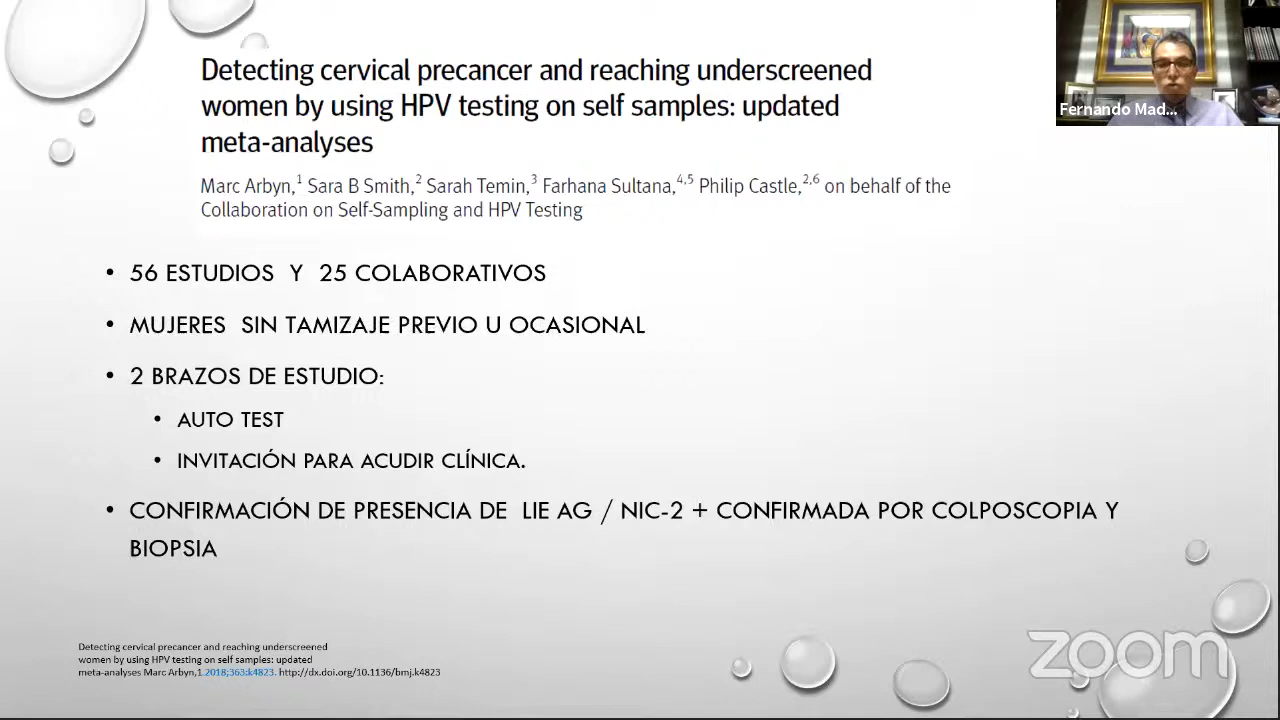 Detecting cervical precancer and reaching underscreened
women by using HPV testing on self samples: updated
meta-analyses
Marc Arbyn,1 Sara B Smith,2 Sarah Temin,3 Farhana Sultana,4,5 Philip Castle,2,6 on behalf of the
Collaboration on Self-Sampling and HPV Testing
Fernando Mad...
• 56 ESTUDIOS Y 25 COLABORATIVOS
• MUJERES SIN TAMIZAJE PREVIO U OCASIONAL
• 2 BRAZOS DE ESTUDIO:
• AUTO TEST
• INVITACIÓN PARA ACUDIR CLÍNICA.
• CONFIRMACIÓN DE PRESENCIA DE LIE AG / NIC-2 + CONFIRMADA POR COLPOSCOPIA Y
BIOPSIA
Detecting cervical precancer and reaching underscreened
women by using HPV testing on self samples: updated
meta-analyses Marc Arbyn,1.2018;363:k4823. http://dx.doi.org/10.1136/bmj.k4823
zoom